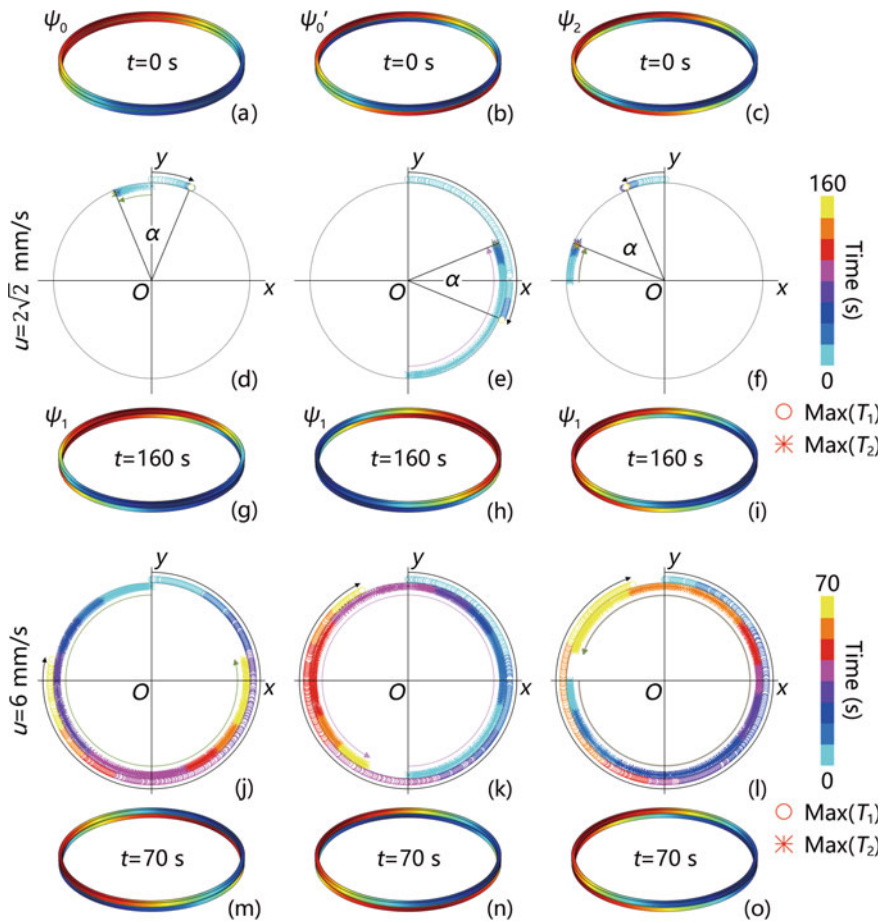 ψ0 ψ0′ ψ2
t=0 s t=0 s t=0 s
(a) (b) (c)
y y y
α α α
O x O x O x
u=2√2 mm/s
(d) (e) (f)
160
Time (s)
0
Max(T1)
Max(T2)
ψ1 ψ1 ψ1
t=160 s t=160 s t=160 s
(g) (h) (i)
y y y
O x O x O x
u=6 mm/s
(j) (k) (l)
70
Time (s)
0
Max(T1)
Max(T2)
t=70 s t=70 s t=70 s
(m) (n) (o)